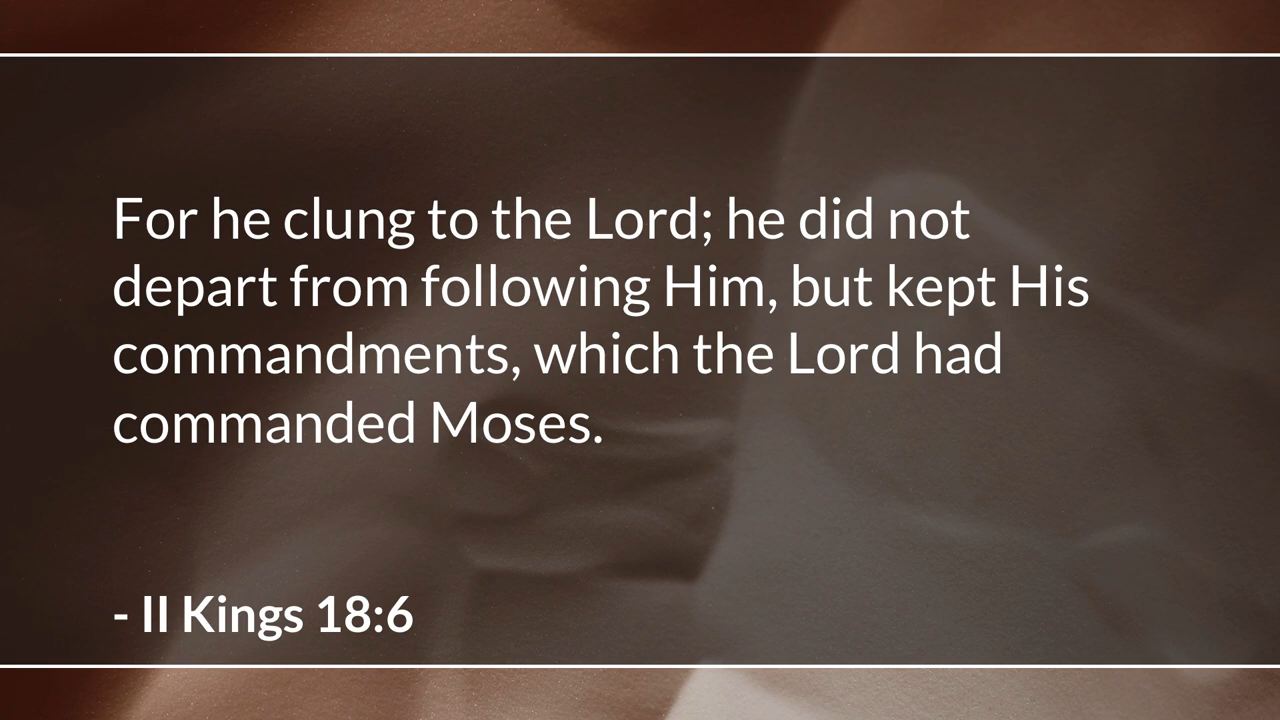 For he clung to the Lord; he did not
depart from following Him, but kept His
commandments, which the Lord had
commanded Moses.
- II Kings 18:6